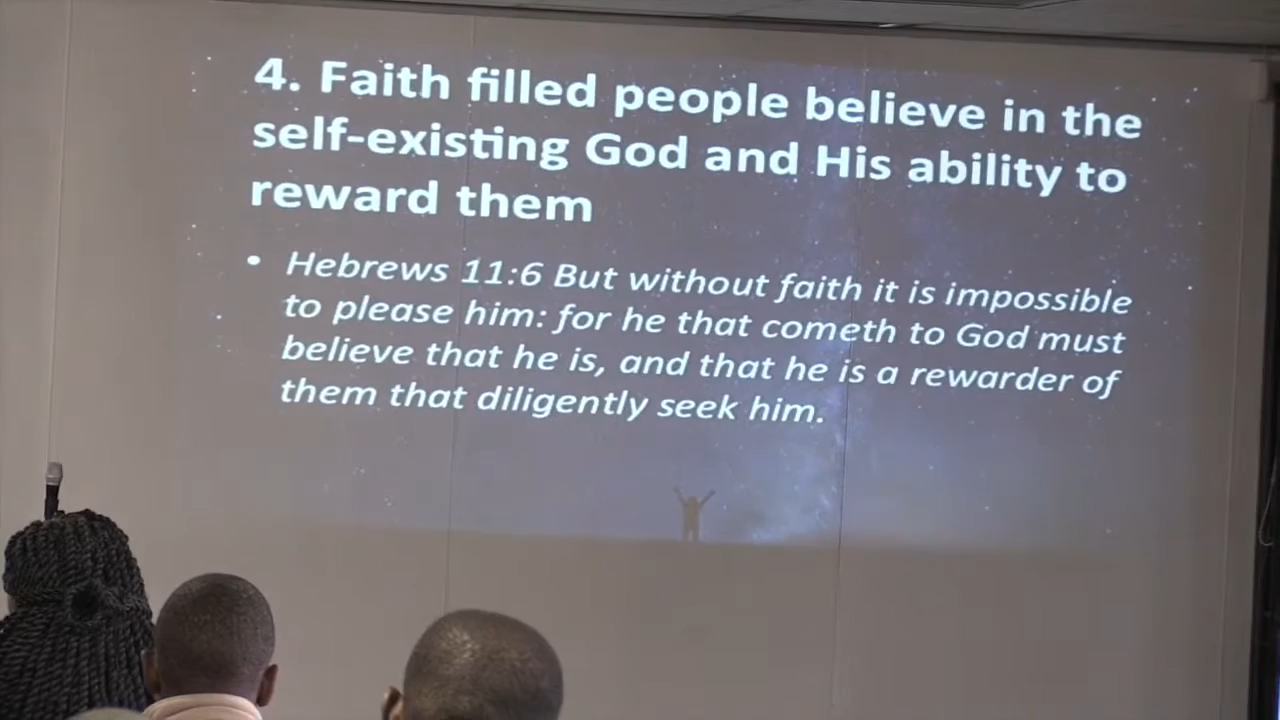 4. Faith filled people believe in the
self-existing God and His ability to
reward them
• Hebrews 11:6 But without faith it is impossible
to please him: for he that cometh to God must
believe that he is, and that he is a rewarder of
them that diligently seek him.